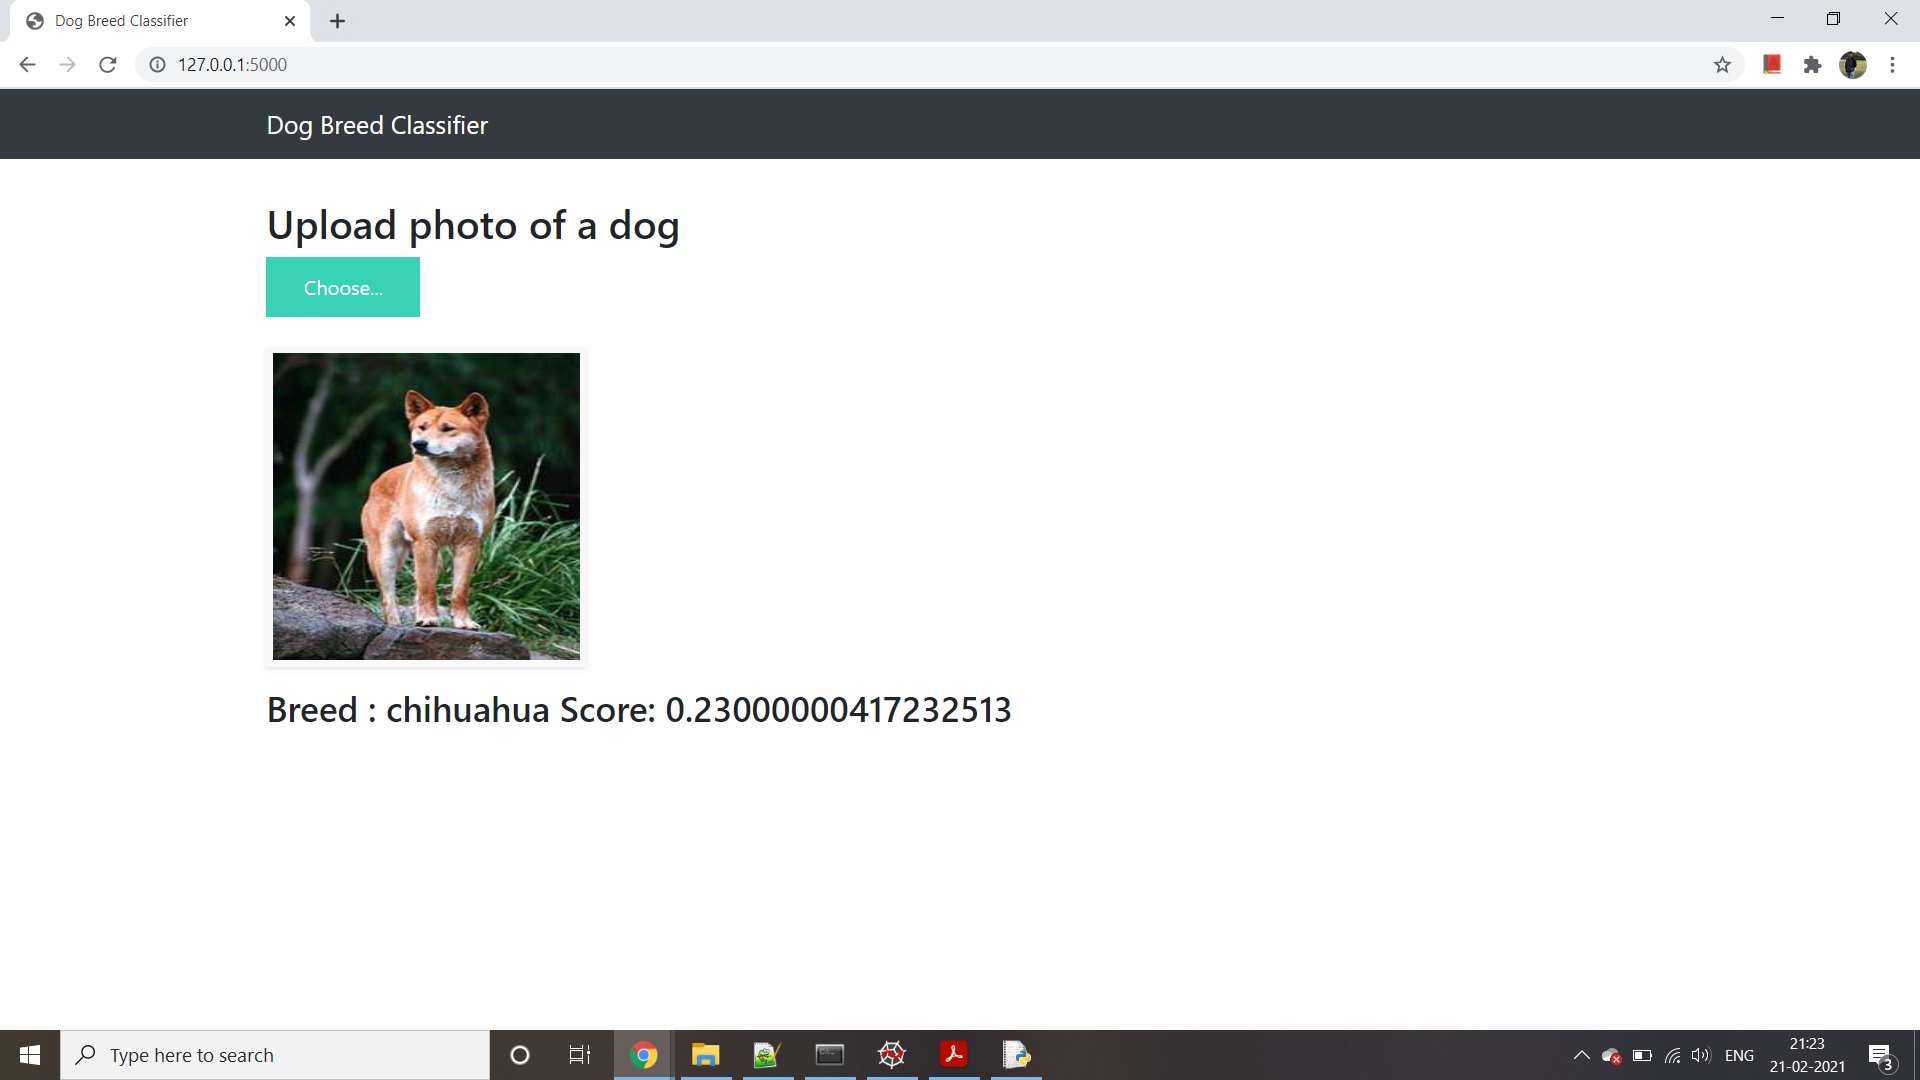 Dog Breed Classifier
127.0.0.1:5000
Dog Breed Classifier
Upload photo of a dog
Choose...
Breed : chihuahua Score: 0.23000000417232513
Type here to search
ENG
21:23
21-02-2021
3